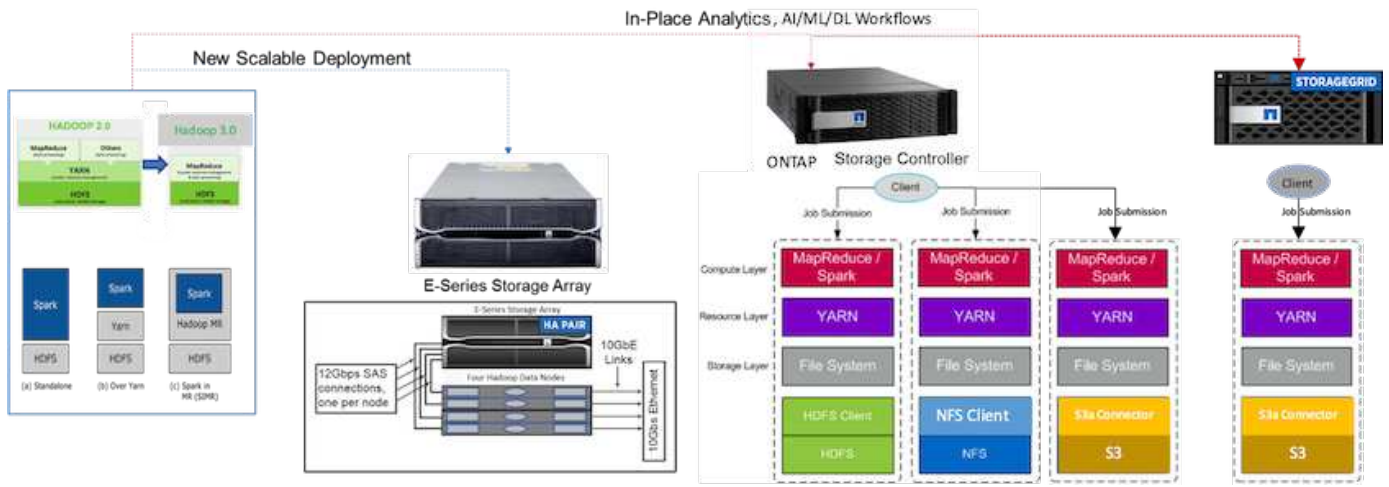 In-Place Analytics, AI/ML/DL Workflows
New Scalable Deployment
HADOOP 2.0
Hadoop 3.0
MapReduce
Others
YARN
HDFS
MapReduce
HDFS
Spark
HDFS
(a) Standalone
Spark
Yarn
HDFS
(b) Over Yarn
Spark
Hadoop MR
HDFS
(c) Spark in
MR (SIMR)
E-Series Storage Array
E-Series Storage Array
HA PAIR
12Gbps SAS
connections,
one per node
Four Hadoop Data Nodes
10GbE
Links
10Gbs Ethernet
ONTAP
Storage Controller
STORAGEGRID
Client
Job Submission
Job Submission
Job Submission
Compute Layer
Resource Layer
Storage Layer
MapReduce /
Spark
YARN
File System
HDFS Client
HDFS
MapReduce /
Spark
YARN
File System
NFS Client
NFS
MapReduce /
Spark
YARN
File System
S3a Connector
S3
Client
Job Submission
MapReduce /
Spark
YARN
File System
S3a Connector
S3